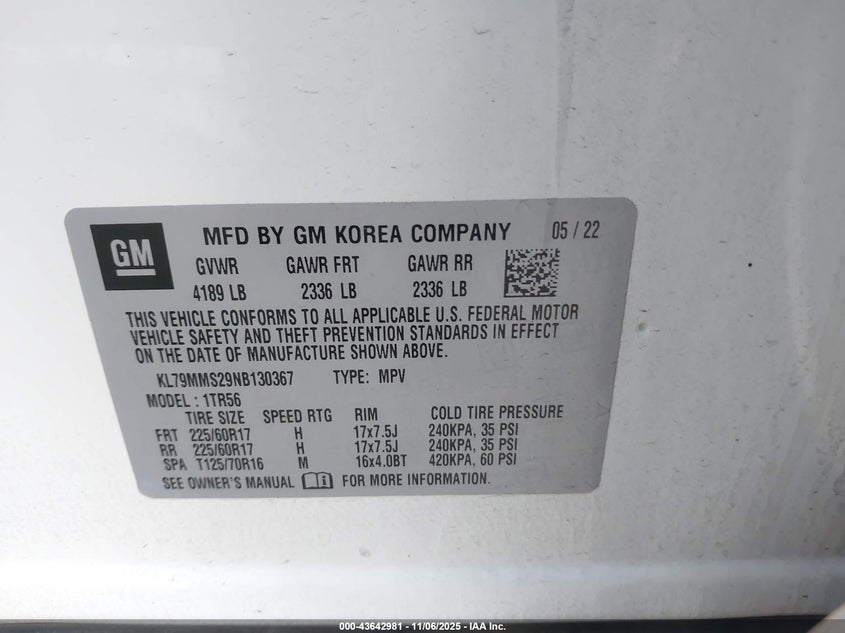 GM
MFD BY GM KOREA COMPANY 05 / 22
GVWR GAWR FRT GAWR RR
4189 LB 2336 LB 2336 LB
THIS VEHICLE CONFORMS TO ALL APPLICABLE U.S. FEDERAL MOTOR
VEHICLE SAFETY AND THEFT PREVENTION STANDARDS IN EFFECT
ON THE DATE OF MANUFACTURE SHOWN ABOVE.
KL79MMS29NB130367 TYPE: MPV
MODEL : 1TR56
TIRE SIZE SPEED RTG RIM COLD TIRE PRESSURE
FRT 225/60R17 H 17x7.5J 240KPA, 35 PSI
RR 225/60R17 H 17x7.5J 240KPA, 35 PSI
SPA T125/70R16 M 16x4.0BT 420KPA, 60 PSI
SEE OWNER'S MANUAL i FOR MORE INFORMATION.
000-43642981 - 11/06/2025 - IAA Inc.